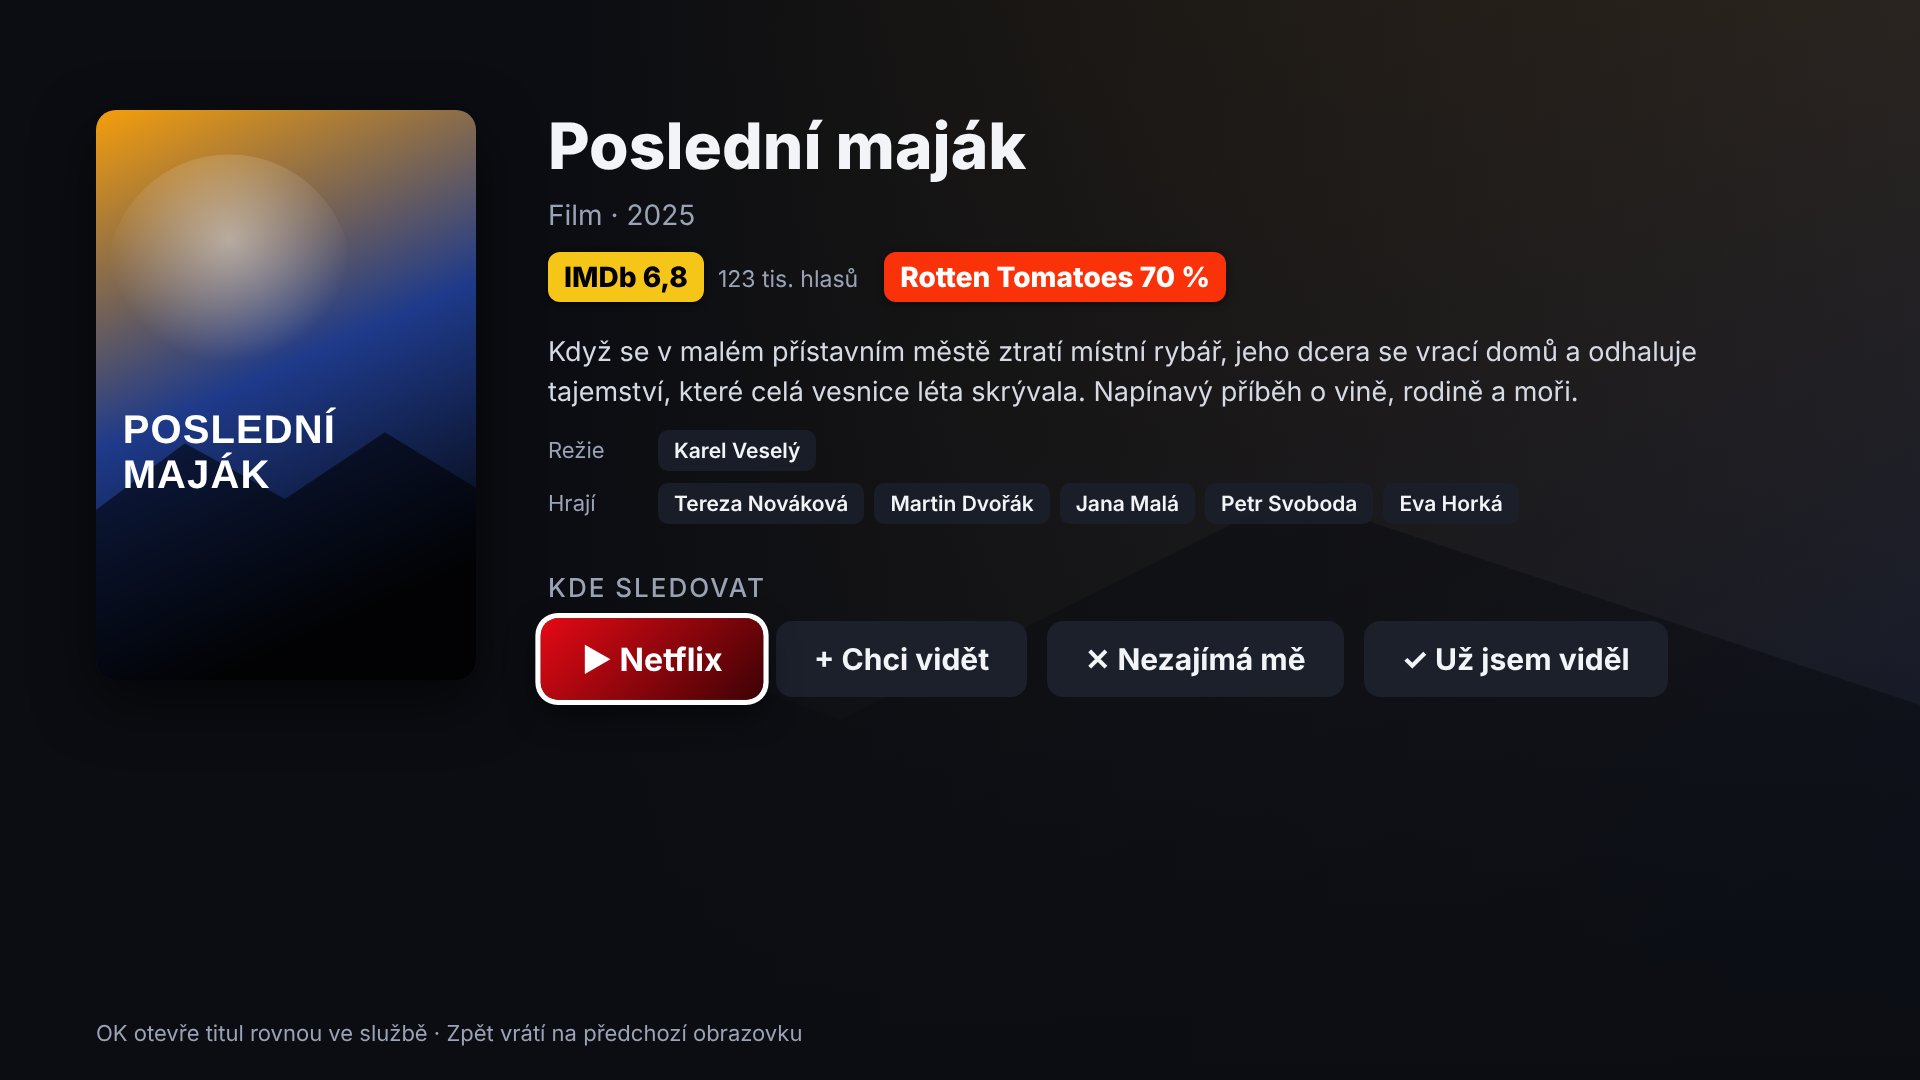 POSLEDNÍ
MAJÁK
Poslední maják
Film · 2025
IMDb 6,8 123 tis. hlasů Rotten Tomatoes 70 %
Když se v malém přístavním městě ztratí místní rybář, jeho dcera se vrací domů a odhaluje
tajemství, které celá vesnice léta skrývala. Napínavý příběh o vině, rodině a moři.
Režie Karel Veselý
Hrají Tereza Nováková Martin Dvořák Jana Malá Petr Svoboda Eva Horká
KDE SLEDOVAT
▶ Netflix + Chci vidět ✕ Nezajímá mě ✓ Už jsem viděl
OK otevře titul rovnou ve službě · Zpět vrátí na předchozí obrazovku